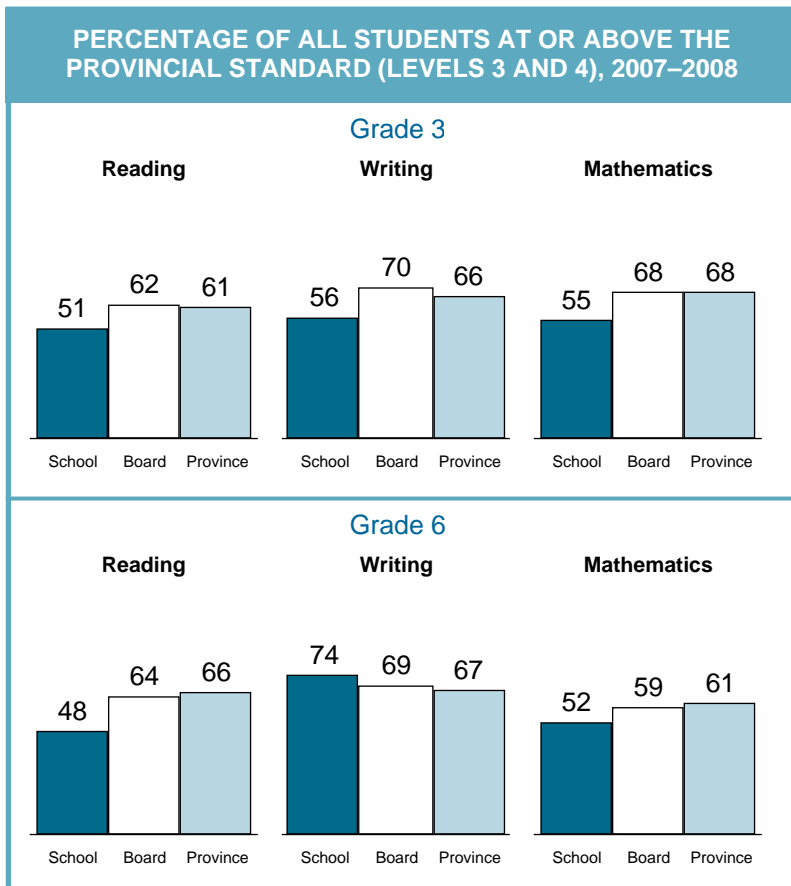 PERCENTAGE OF ALL STUDENTS AT OR ABOVE THE
PROVINCIAL STANDARD (LEVELS 3 AND 4), 2007–2008
Grade 3
Reading Writing Mathematics
51 62 61 56 70 66 55 68 68
School Board Province School Board Province School Board Province
Grade 6
Reading Writing Mathematics
48 64 66 74 69 67 52 59 61
School Board Province School Board Province School Board Province